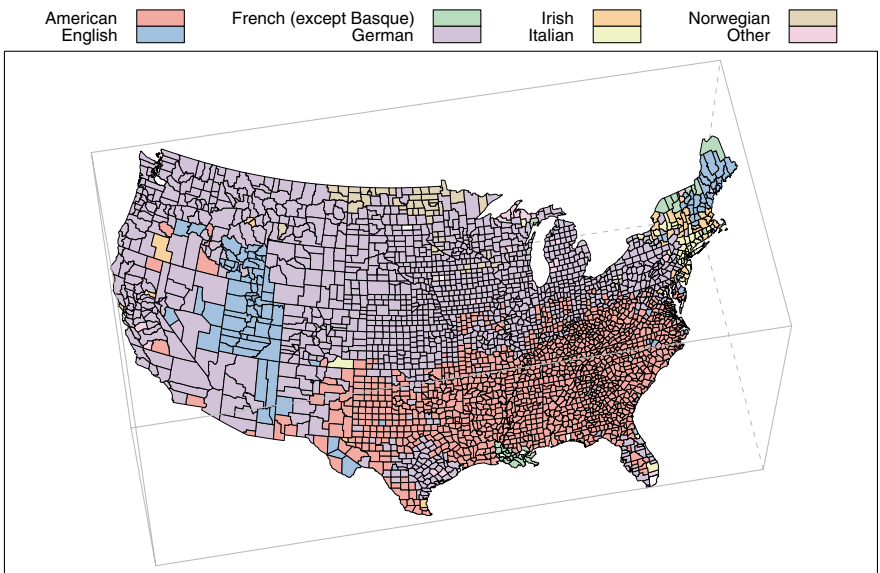 American French (except Basque) Irish Norwegian
English German Italian Other